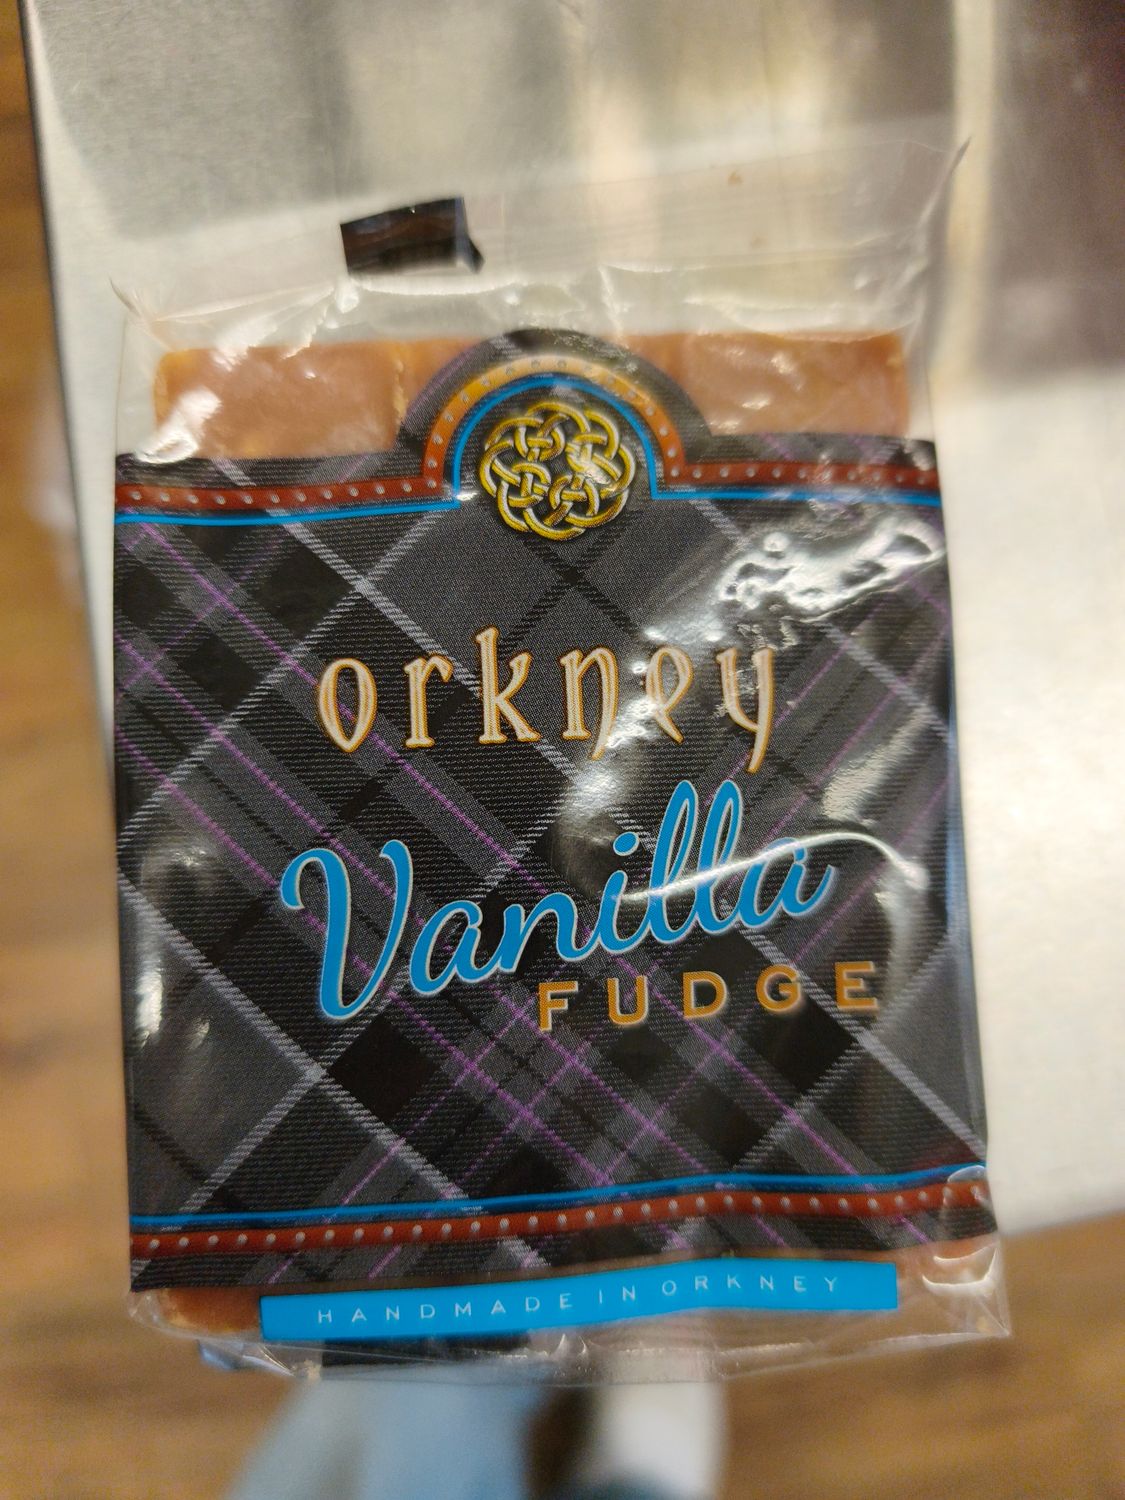 orkney
Vanilla
FUDGE
HANDMADE IN ORKNEY